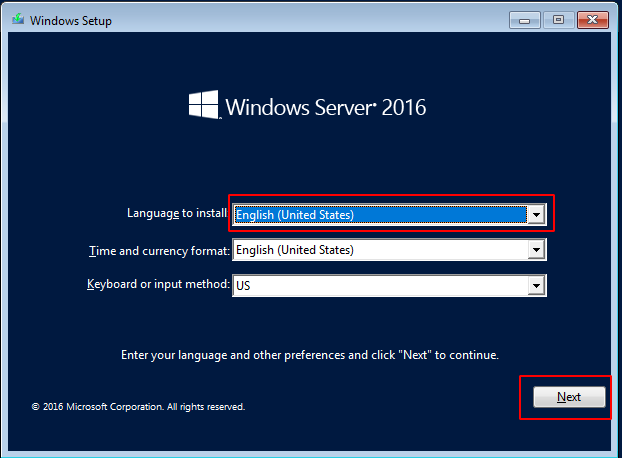 Windows Setup
Windows Server® 2016
Language to install English (United States)
Time and currency format: English (United States)
Keyboard or input method: US
Enter your language and other preferences and click "Next" to continue.
Next
© 2016 Microsoft Corporation. All rights reserved.